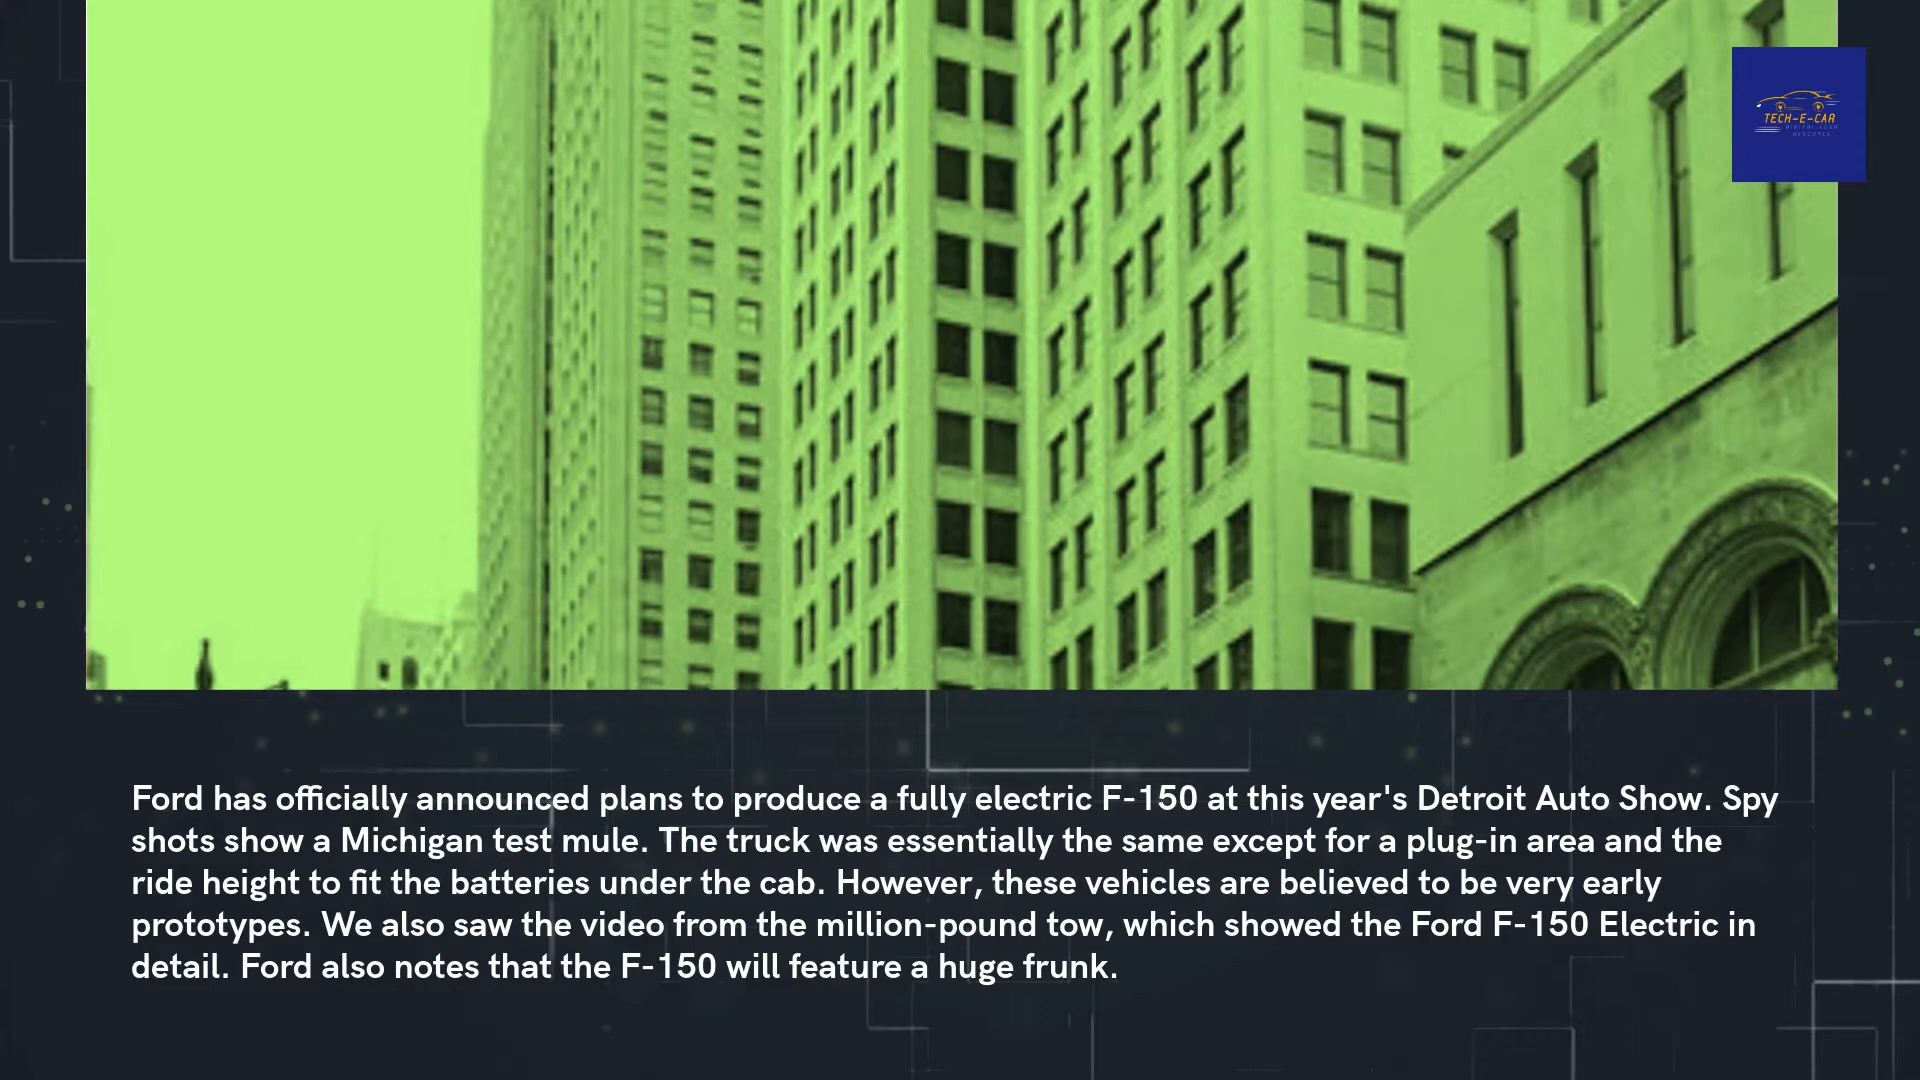 TECH-E-CAR
Ford has officially announced plans to produce a fully electric F-150 at this year's Detroit Auto Show. Spy
shots show a Michigan test mule. The truck was essentially the same except for a plug-in area and the
ride height to fit the batteries under the cab. However, these vehicles are believed to be very early
prototypes. We also saw the video from the million-pound tow, which showed the Ford F-150 Electric in
detail. Ford also notes that the F-150 will feature a huge frunk.